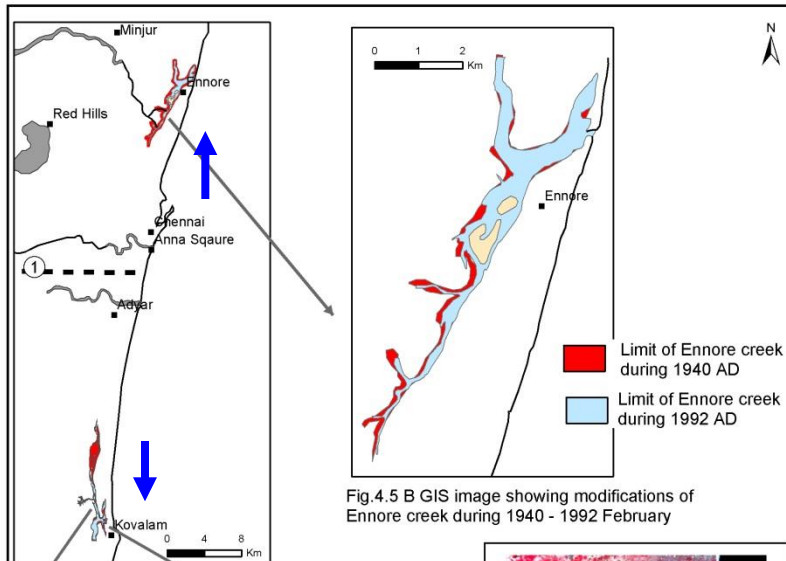 Minjur
Ennore
Red Hills
Chennai
Anna Sqaure
1
Adyar
Kovalam
0 4 8
Km
0 1 2
Km
N
Ennore
Limit of Ennore creek
during 1940 AD
Limit of Ennore creek
during 1992 AD
Fig.4.5 B GIS image showing modifications of
Ennore creek during 1940 - 1992 February